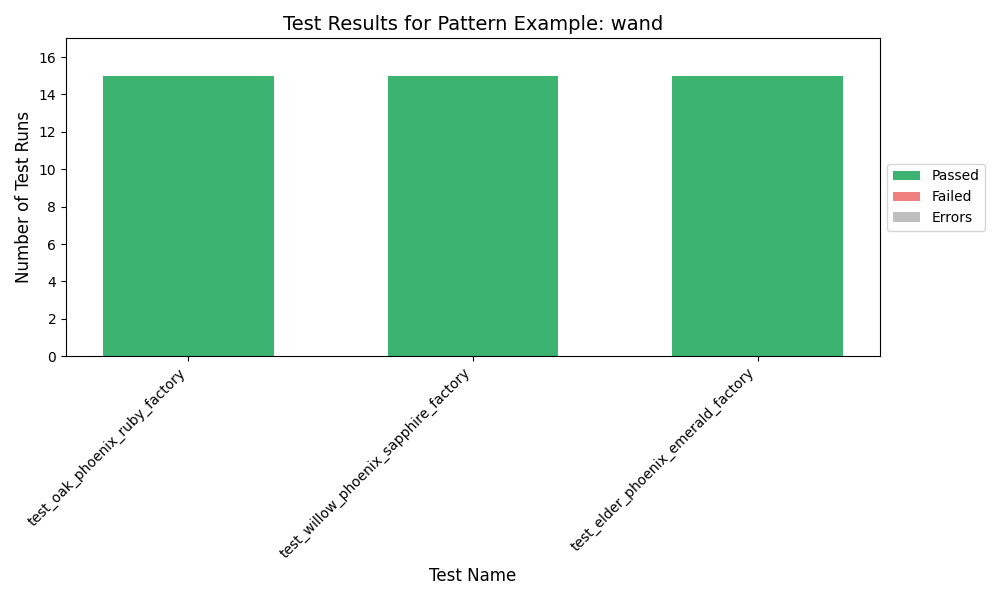 Test Results for Pattern Example: wand
Number of Test Runs
16
14
12
10
8
6
4
2
0
Passed
Failed
Errors
test_oak_phoenix_ruby_factory
test_willow_phoenix_sapphire_factory
test_elder_phoenix_emerald_factory
Test Name